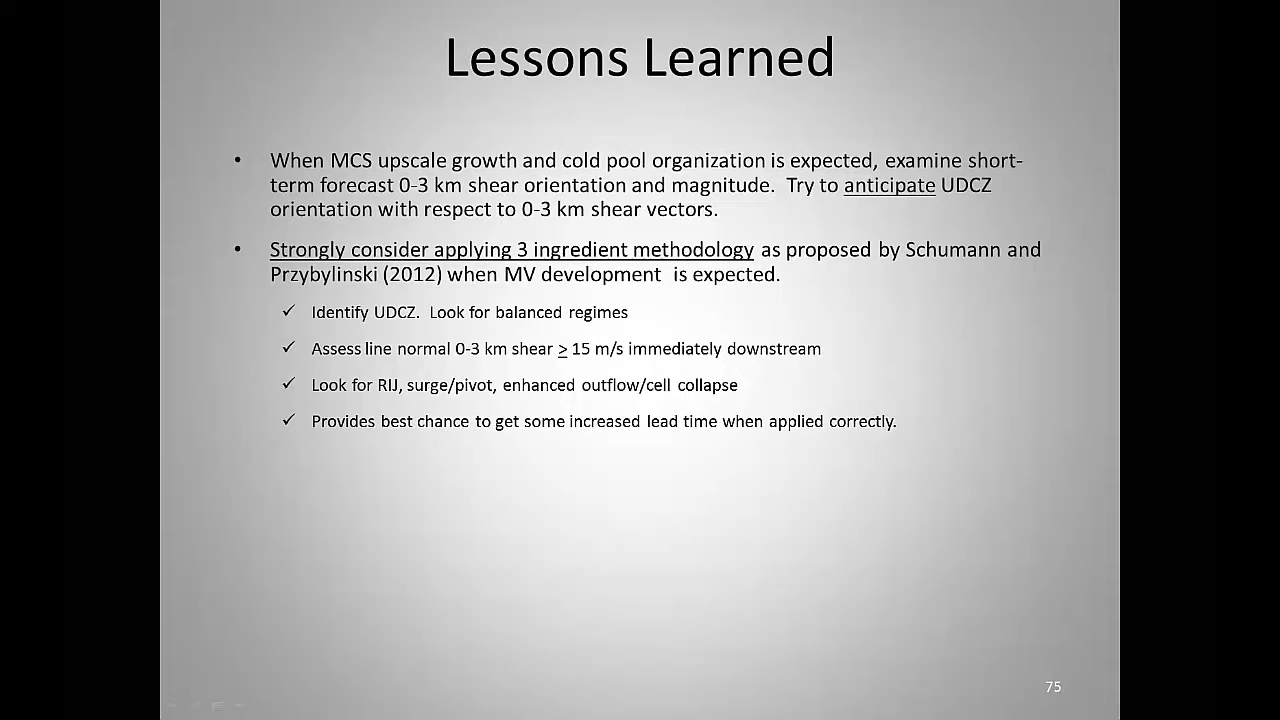 Lessons Learned
• When MCS upscale growth and cold pool organization is expected, examine short-
term forecast 0-3 km shear orientation and magnitude. Try to anticipate UDCZ
orientation with respect to 0-3 km shear vectors.
• Strongly consider applying 3 ingredient methodology as proposed by Schumann and
Przybylinski (2012) when MV development is expected.
✓ Identify UDCZ. Look for balanced regimes
✓ Assess line normal 0-3 km shear ≥ 15 m/s immediately downstream
✓ Look for RIJ, surge/pivot, enhanced outflow/cell collapse
✓ Provides best chance to get some increased lead time when applied correctly.
75